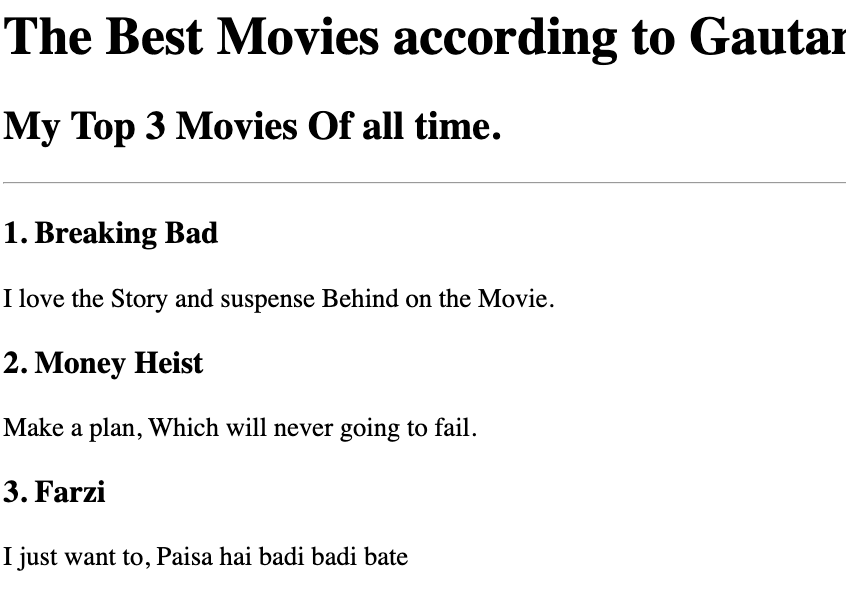 The Best Movies according to Gautar
My Top 3 Movies Of all time.
1. Breaking Bad
I love the Story and suspense Behind on the Movie.
2. Money Heist
Make a plan, Which will never going to fail.
3. Farzi
I just want to, Paisa hai badi badi bate